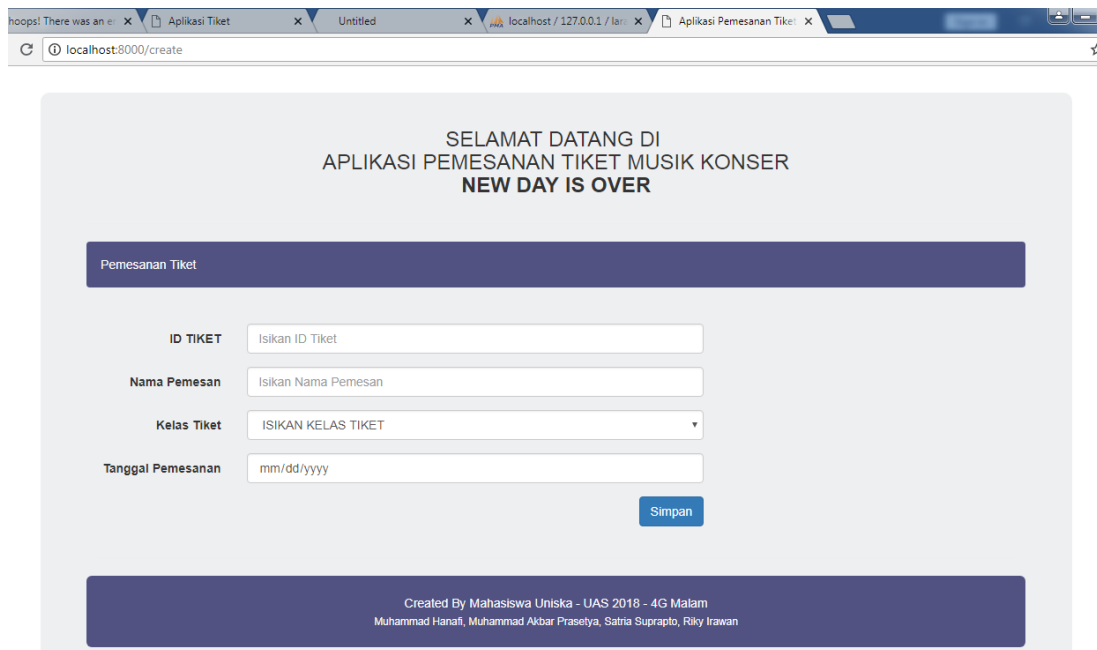 hoops! There was an er
Aplikasi Tiket
Untitled
localhost / 127.0.0.1 / lara
Aplikasi Pemesanan Tiket
localhost:8000/create
SELAMAT DATANG DI
APLIKASI PEMESANAN TIKET MUSIK KONSER
NEW DAY IS OVER
Pemesanan Tiket
ID TIKET
Isikan ID Tiket
Nama Pemesan
Isikan Nama Pemesan
Kelas Tiket
ISIKAN KELAS TIKET
Tanggal Pemesanan
mm/dd/yyyy
Simpan
Created By Mahasiswa Uniska - UAS 2018 - 4G Malam
Muhammad Hanafi, Muhammad Akbar Prasetya, Satria Suprapto, Riky Irawan